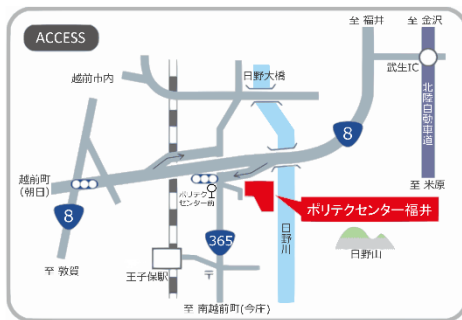 ACCESS
至 福井
至 金沢
武生IC
越前市内
日野大橋
北陸自動車道
8
越前町
(朝日)
ポリテク
センター前
至 米原
8
ポリテクセンター福井
365
日野川
日野山
至 敦賀
王子保駅
〒
至 南越前町(今庄)